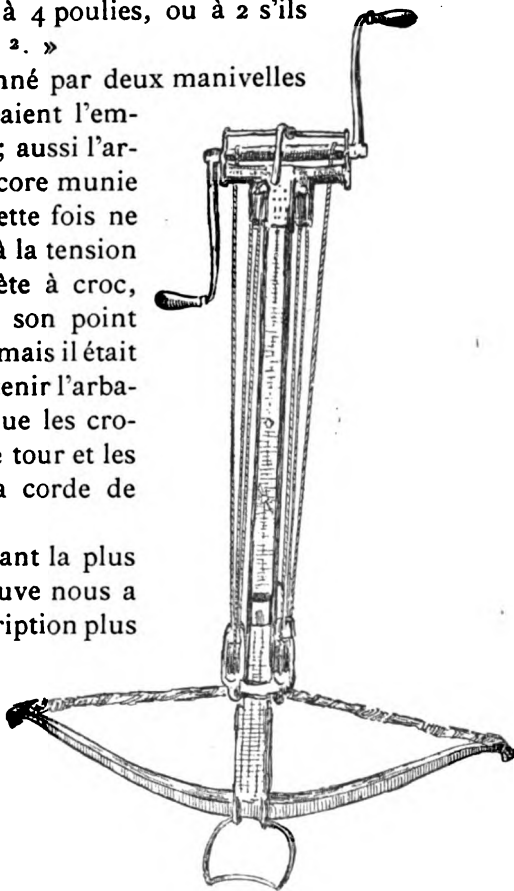 à 4 poulies, ou à 2 s'ils
². »
nné par deux manivelles
aient l'em-
; aussi l'ar-
core munie
ette fois ne
à la tension
ète à croc,
son point
mais il était
enir l'arba-
ue les cro-
e tour et les
a corde de
ant la plus
uve nous a
ription plus